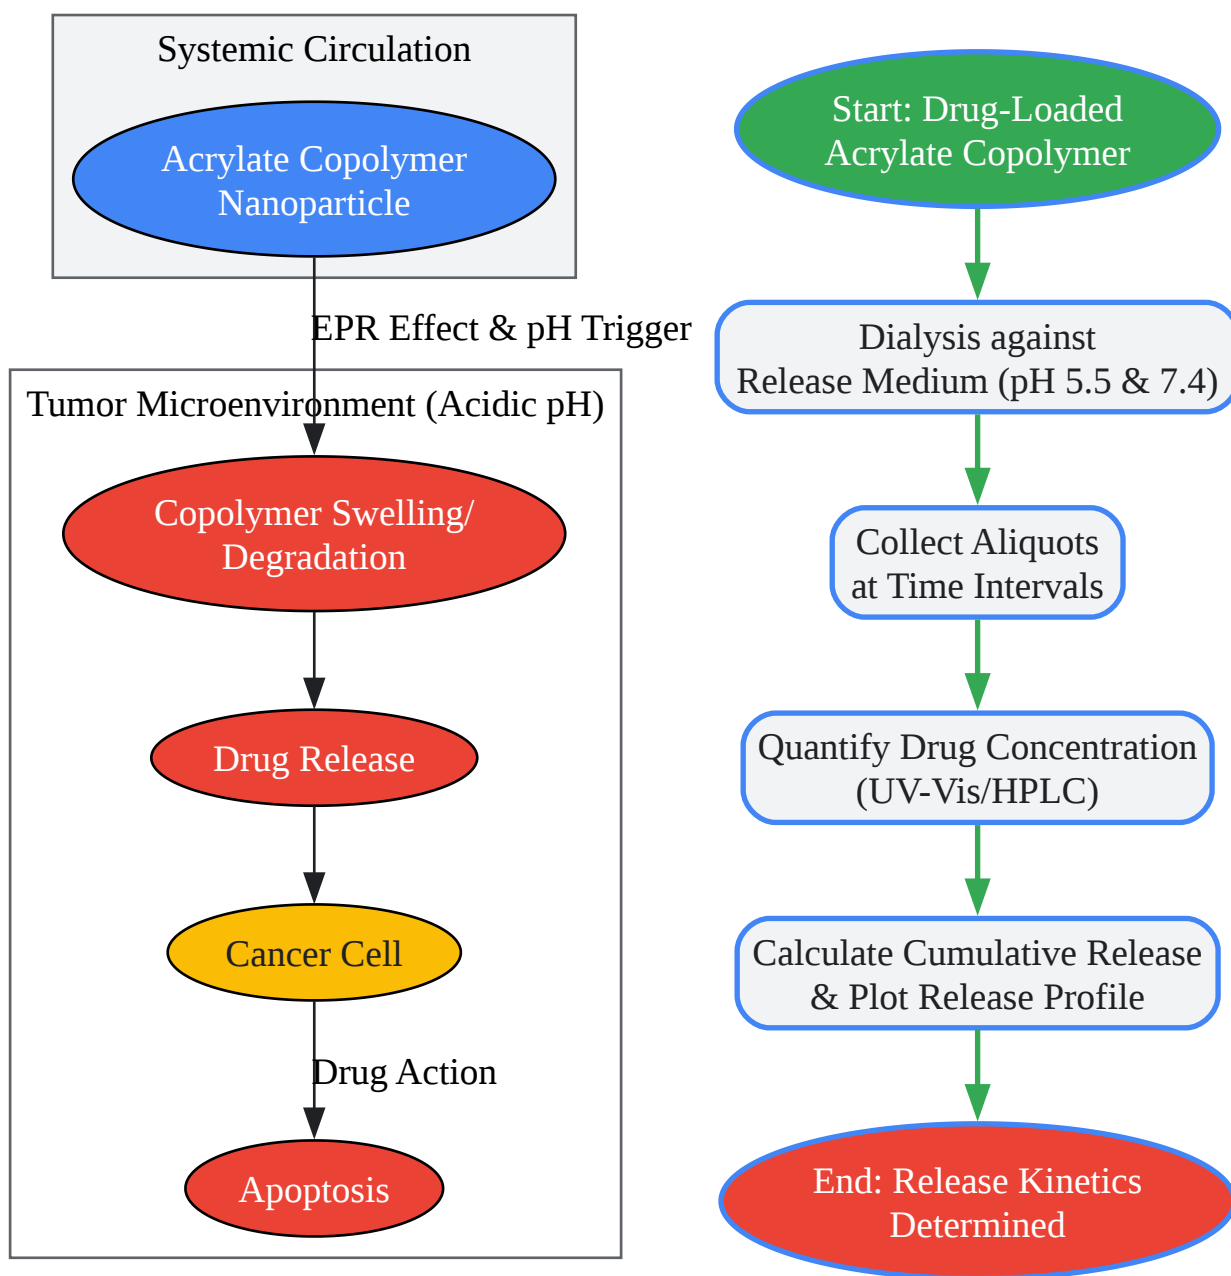 Systemic Circulation
Acrylate Copolymer
Nanoparticle
EPR Effect & pH Trigger
Tumor Microenvironment (Acidic pH)
Copolymer Swelling/
Degradation
Drug Release
Cancer Cell
Drug Action
Apoptosis
Start: Drug-Loaded
Acrylate Copolymer
Dialysis against
Release Medium (pH 5.5 & 7.4)
Collect Aliquots
at Time Intervals
Quantify Drug Concentration
(UV-Vis/HPLC)
Calculate Cumulative Release
& Plot Release Profile
End: Release Kinetics
Determined